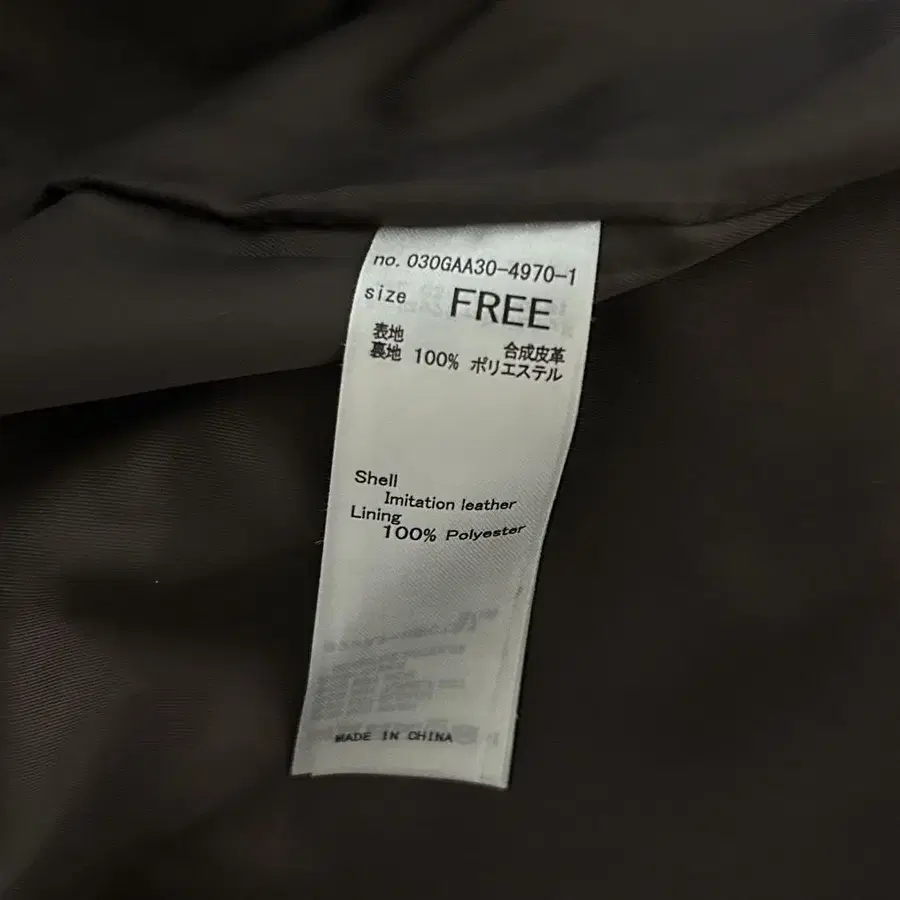 no. 030GAA30-4970-1
size FREE
表地 合成皮革
裏地 100% ポリエステル
Shell
Imitation leather
Lining
100% Polyester
MADE IN CHINA